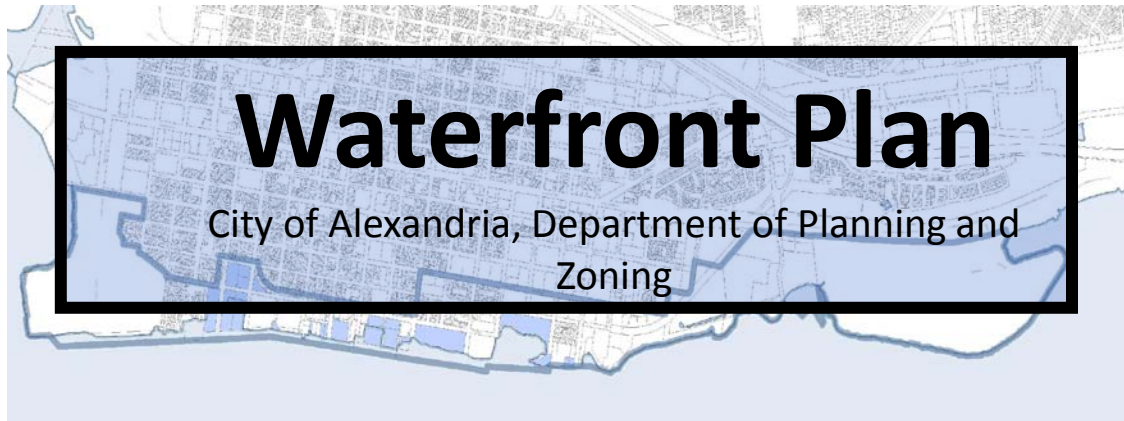 Waterfront Plan
City of Alexandria, Department of Planning and
Zoning